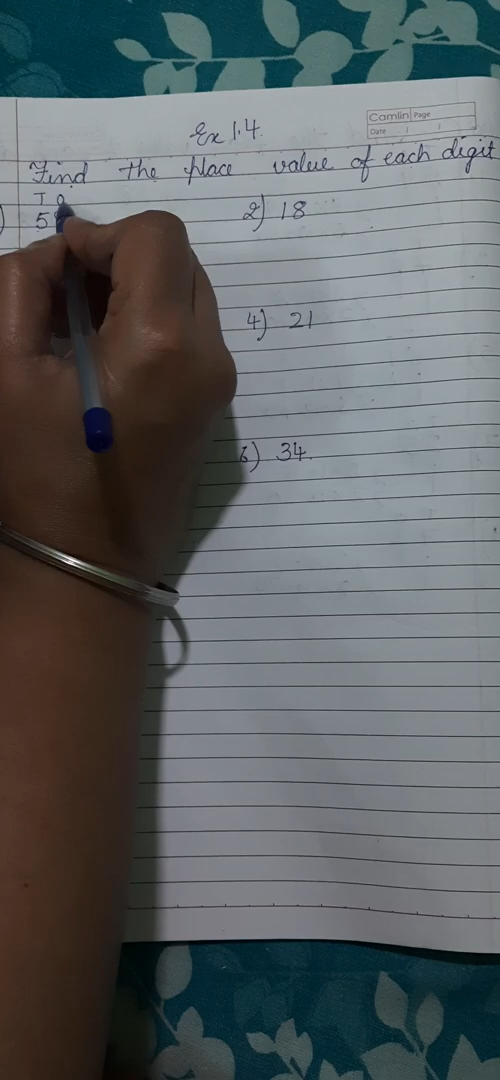 Camlin Page
Date
Ex 1.4
Find the place value of each digit
T O
5
2) 18
4) 21
6) 34.